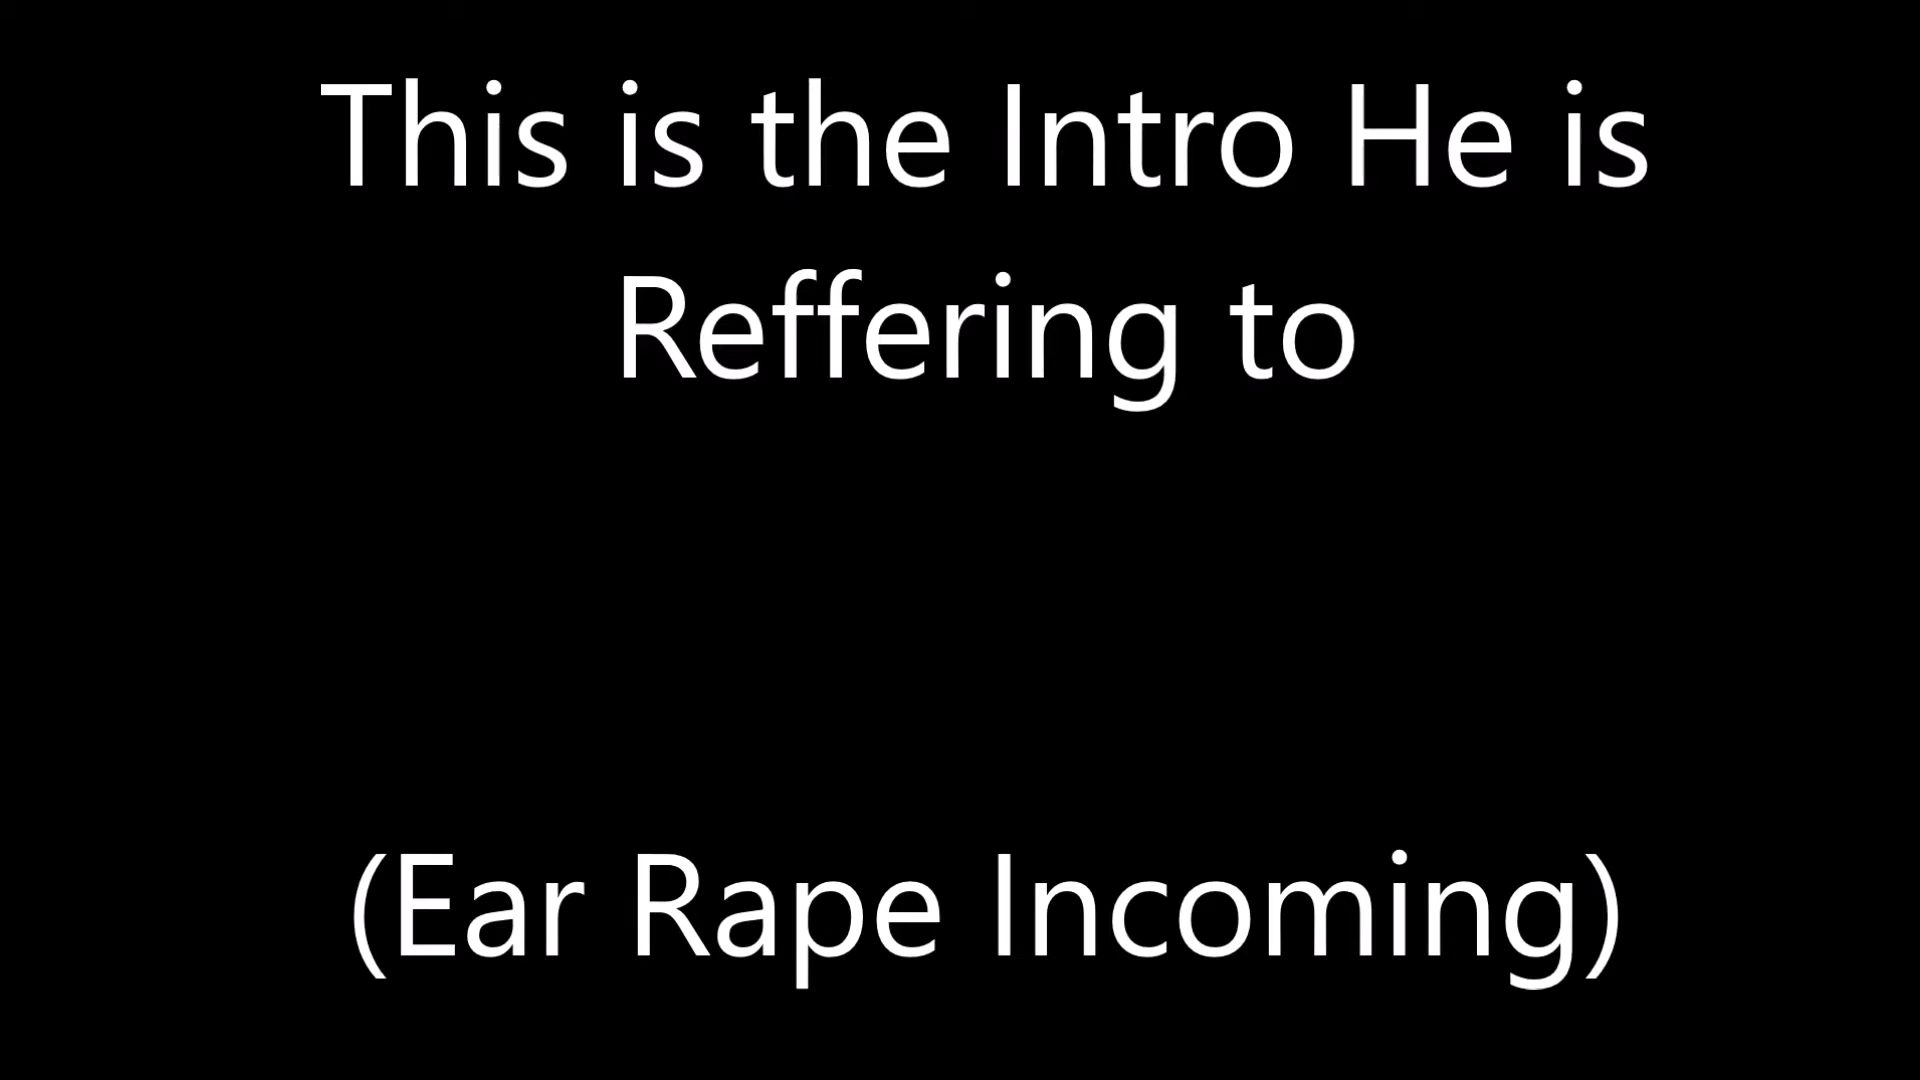 This is the Intro He is
Reffering to
(Ear Rape Incoming)